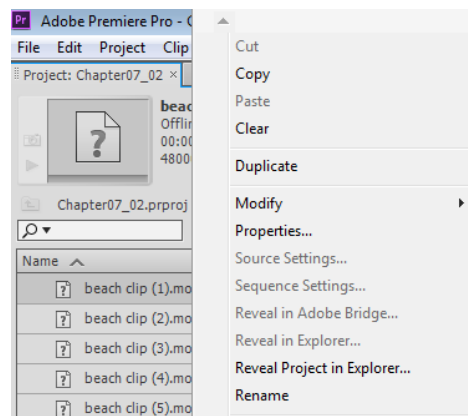 Pr Adobe Premiere Pro - C
File Edit Project Clip
Project: Chapter07_02 ×
beac
Offlin
00:00
4800
Chapter07_02.prproj
Name
beach clip (1).mo
beach clip (2).mo
beach clip (3).mo
beach clip (4).mo
beach clip (5).mo
Cut
Copy
Paste
Clear
Duplicate
Modify
Properties...
Source Settings...
Sequence Settings...
Reveal in Adobe Bridge...
Reveal in Explorer...
Reveal Project in Explorer...
Rename